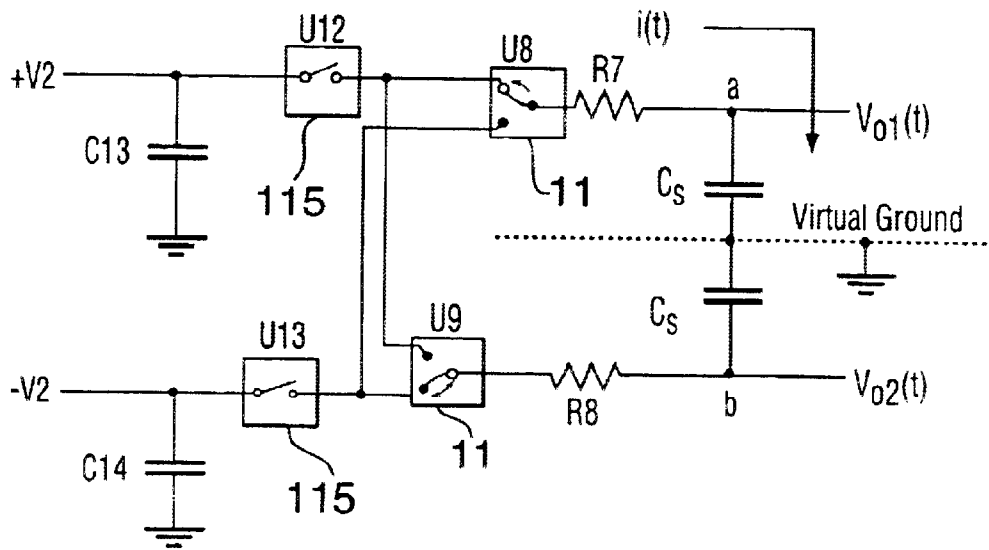 U12
i(t)
+V2
U8
R7
a
V01(t)
C13
115
11
CS
Virtual Ground
CS
U13
U9
-V2
R8
b
V02(t)
C14
115
11